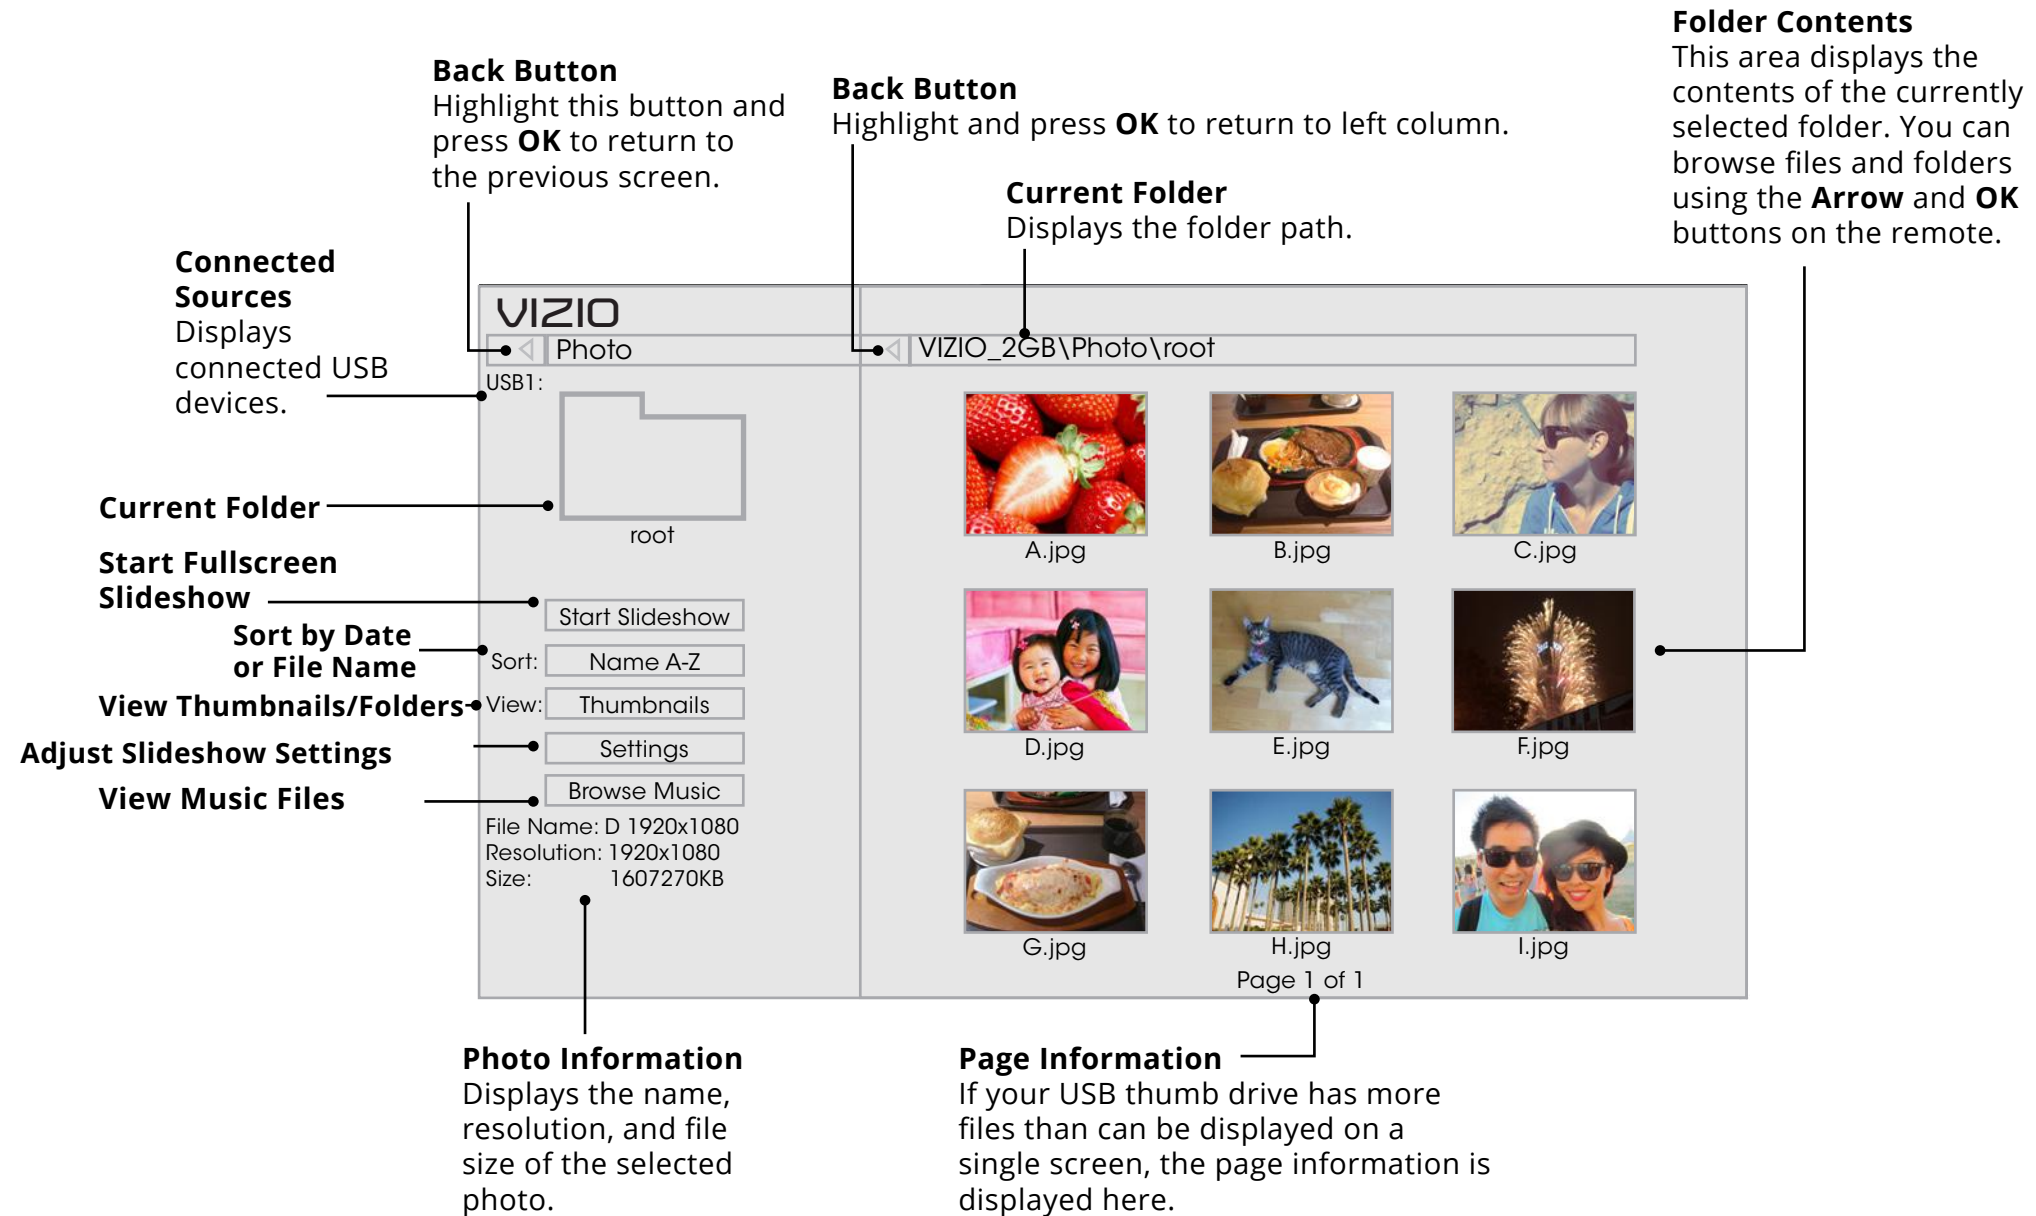 Folder Contents
This area displays the
contents of the currently
selected folder. You can
browse files and folders
using the Arrow and OK
buttons on the remote.
Back Button
Highlight this button and
press OK to return to
the previous screen.
Back Button
Highlight and press OK to return to left column.
Current Folder
Displays the folder path.
Connected
Sources
Displays
connected USB
devices.
Current Folder
Start Fullscreen
Slideshow
Sort by Date
or File Name
View Thumbnails/Folders
Adjust Slideshow Settings
View Music Files
VIZIO
Photo
USB1:
root
Start Slideshow
Sort: Name A-Z
View: Thumbnails
Settings
Browse Music
File Name: D 1920x1080
Resolution: 1920x1080
Size: 1607270KB
VIZIO_2GB\Photo\root
A.jpg
B.jpg
C.jpg
D.jpg
E.jpg
F.jpg
G.jpg
H.jpg
I.jpg
Page 1 of 1
Photo Information
Displays the name,
resolution, and file
size of the selected
photo.
Page Information
If your USB thumb drive has more
files than can be displayed on a
single screen, the page information is
displayed here.